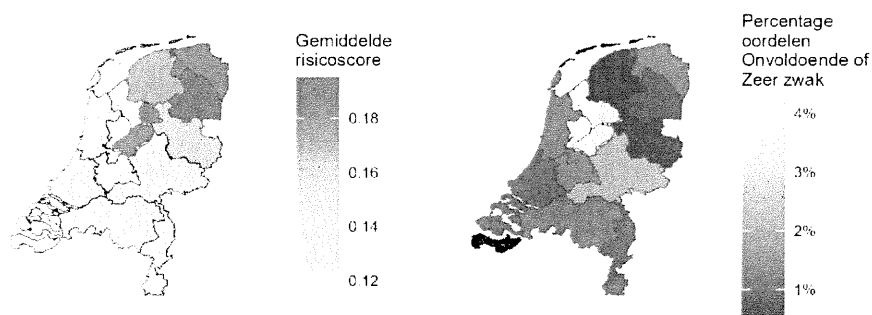 Gemiddelde
risicoscore
0.18
0.16
0.14
0.12
Percentage
oordelen
Onvoldoende of
Zeer zwak
4%
3%
2%
1%